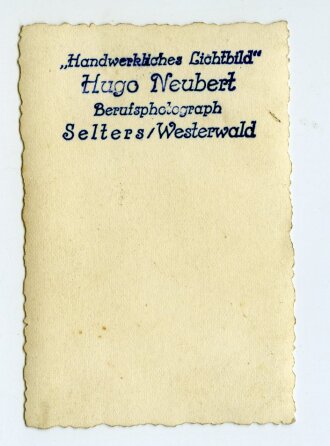 „Handwerkliches Lichtbild“
Hugo Neubert
Berufsphotograph
Selters/Westerwald